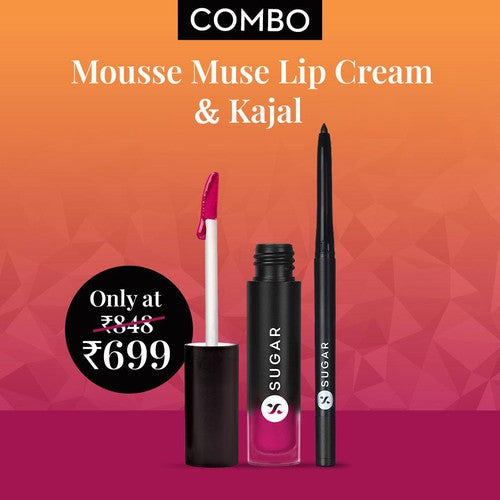 COMBO
Mousse Muse Lip Cream
& Kajal
Only at
₹848
₹699
SUGAR
SUGAR